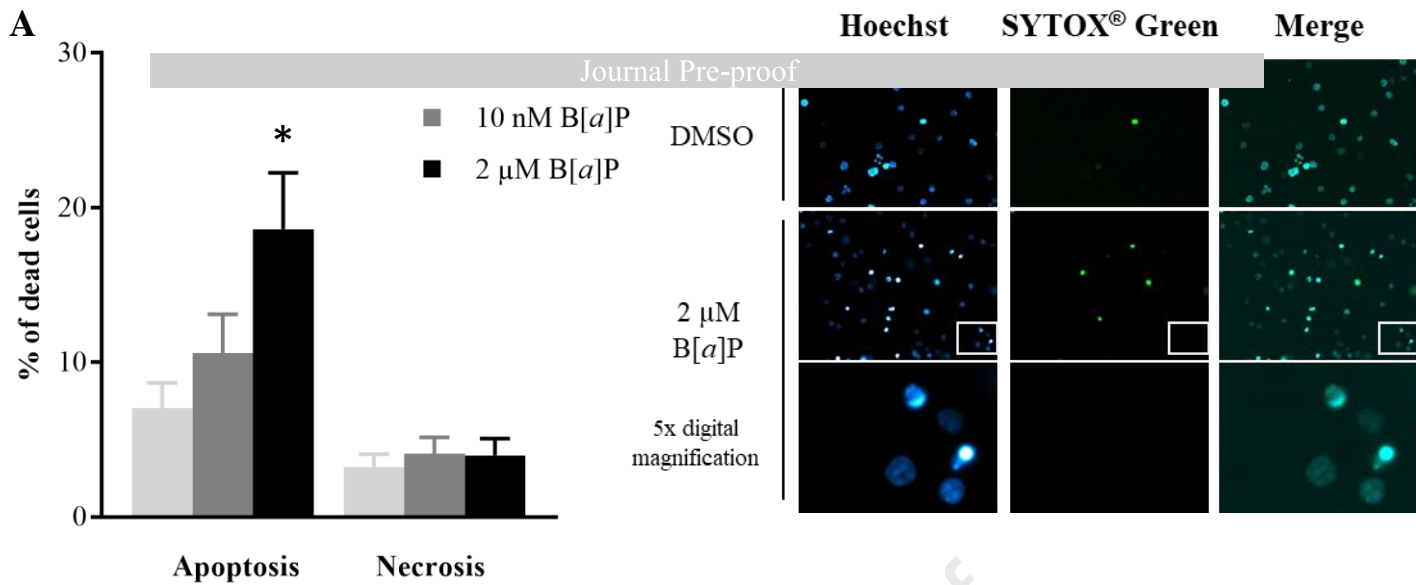 A
Hoechst SYTOX® Green Merge
30
Journal Pre-proof
10 nM B[a]P
2 µM B[a]P
*
20
10
0
% of dead cells
Apoptosis Necrosis
DMSO
2 µM
B[a]P
5x digital
magnification
c